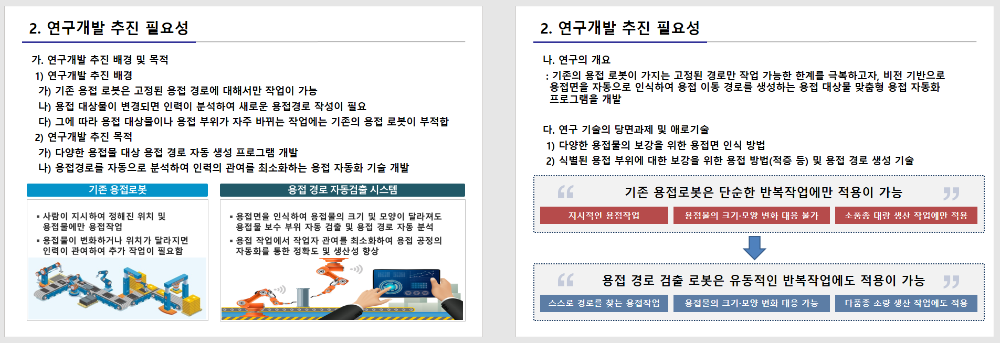 2. 연구개발 추진 필요성
가. 연구개발 추진 배경 및 목적
1) 연구개발 추진 배경
가) 기존 용접 로봇은 고정된 용접 경로에 대해서만 작업이 가능
나) 용접 대상물이 변경되면 인력이 분석하여 새로운 용접경로 작성이 필요
다) 그에 따라 용접 대상물이나 용접 부위가 자주 바뀌는 작업에는 기존의 용접 로봇이 부적합
2) 연구개발 추진 목적
가) 다양한 용접물 대상 용접 경로 자동 생성 프로그램 개발
나) 용접경로를 자동으로 분석하여 인력의 관여를 최소화하는 용접 자동화 기술 개발
기존 용접로봇
▪ 사람이 지시하여 정해진 위치 및
용접물에만 용접작업
▪ 용접물이 변화하거나 위치가 달라지면
인력이 관여하여 추가 작업이 필요함
용접 경로 자동검출 시스템
▪ 용접면을 인식하여 용접물의 크기 및 모양이 달라져도
용접물 보수 부위 자동 검출 및 용접 경로 자동 분석
▪ 용접 작업에서 작업자 관여를 최소화하여 용접 공정의
자동화를 통한 정확도 및 생산성 향상
2. 연구개발 추진 필요성
나. 연구의 개요
: 기존의 용접 로봇이 가지는 고정된 경로만 작업 가능한 한계를 극복하고자, 비전 기반으로
용접면을 자동으로 인식하여 용접 이동 경로를 생성하는 용접 대상물 맞춤형 용접 자동화
프로그램을 개발
다. 연구 기술의 당면과제 및 애로기술
1) 다양한 용접물의 보강을 위한 용접면 인식 방법
2) 식별된 용접 부위에 대한 보강을 위한 용접 방법(적층 등) 및 용접 경로 생성 기술
“ 기존 용접로봇은 단순한 반복작업에만 적용이 가능 ”
지시적인 용접작업
용접물의 크기·모양 변화 대응 불가
소품종 대량 생산 작업에만 적용
“ 용접 경로 검출 로봇은 유동적인 반복작업에도 적용이 가능 ”
스스로 경로를 찾는 용접작업
용접물의 크기·모양 변화 대응 가능
다품종 소량 생산 작업에도 적용